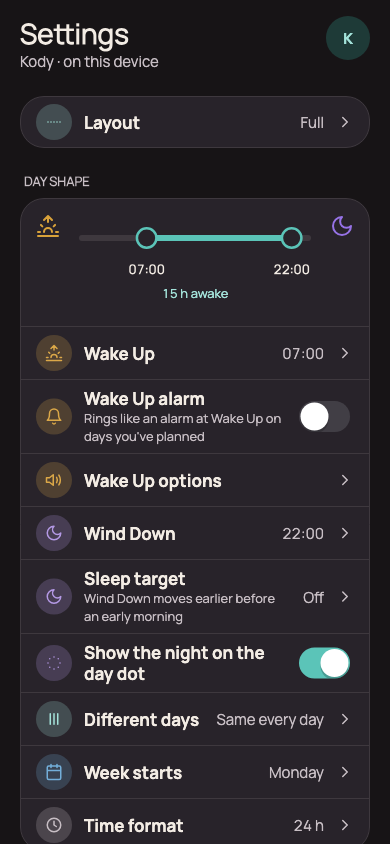 Settings
K
Kody · on this device
Layout
Full
DAY SHAPE
07:00
22:00
15 h awake
Wake Up
07:00
Wake Up alarm
Rings like an alarm at Wake Up on
days you've planned
Wake Up options
Wind Down
22:00
Sleep target
Wind Down moves earlier before
an early morning
Off
Show the night on the
day dot
Different days
Same every day
Week starts
Monday
Time format
24 h